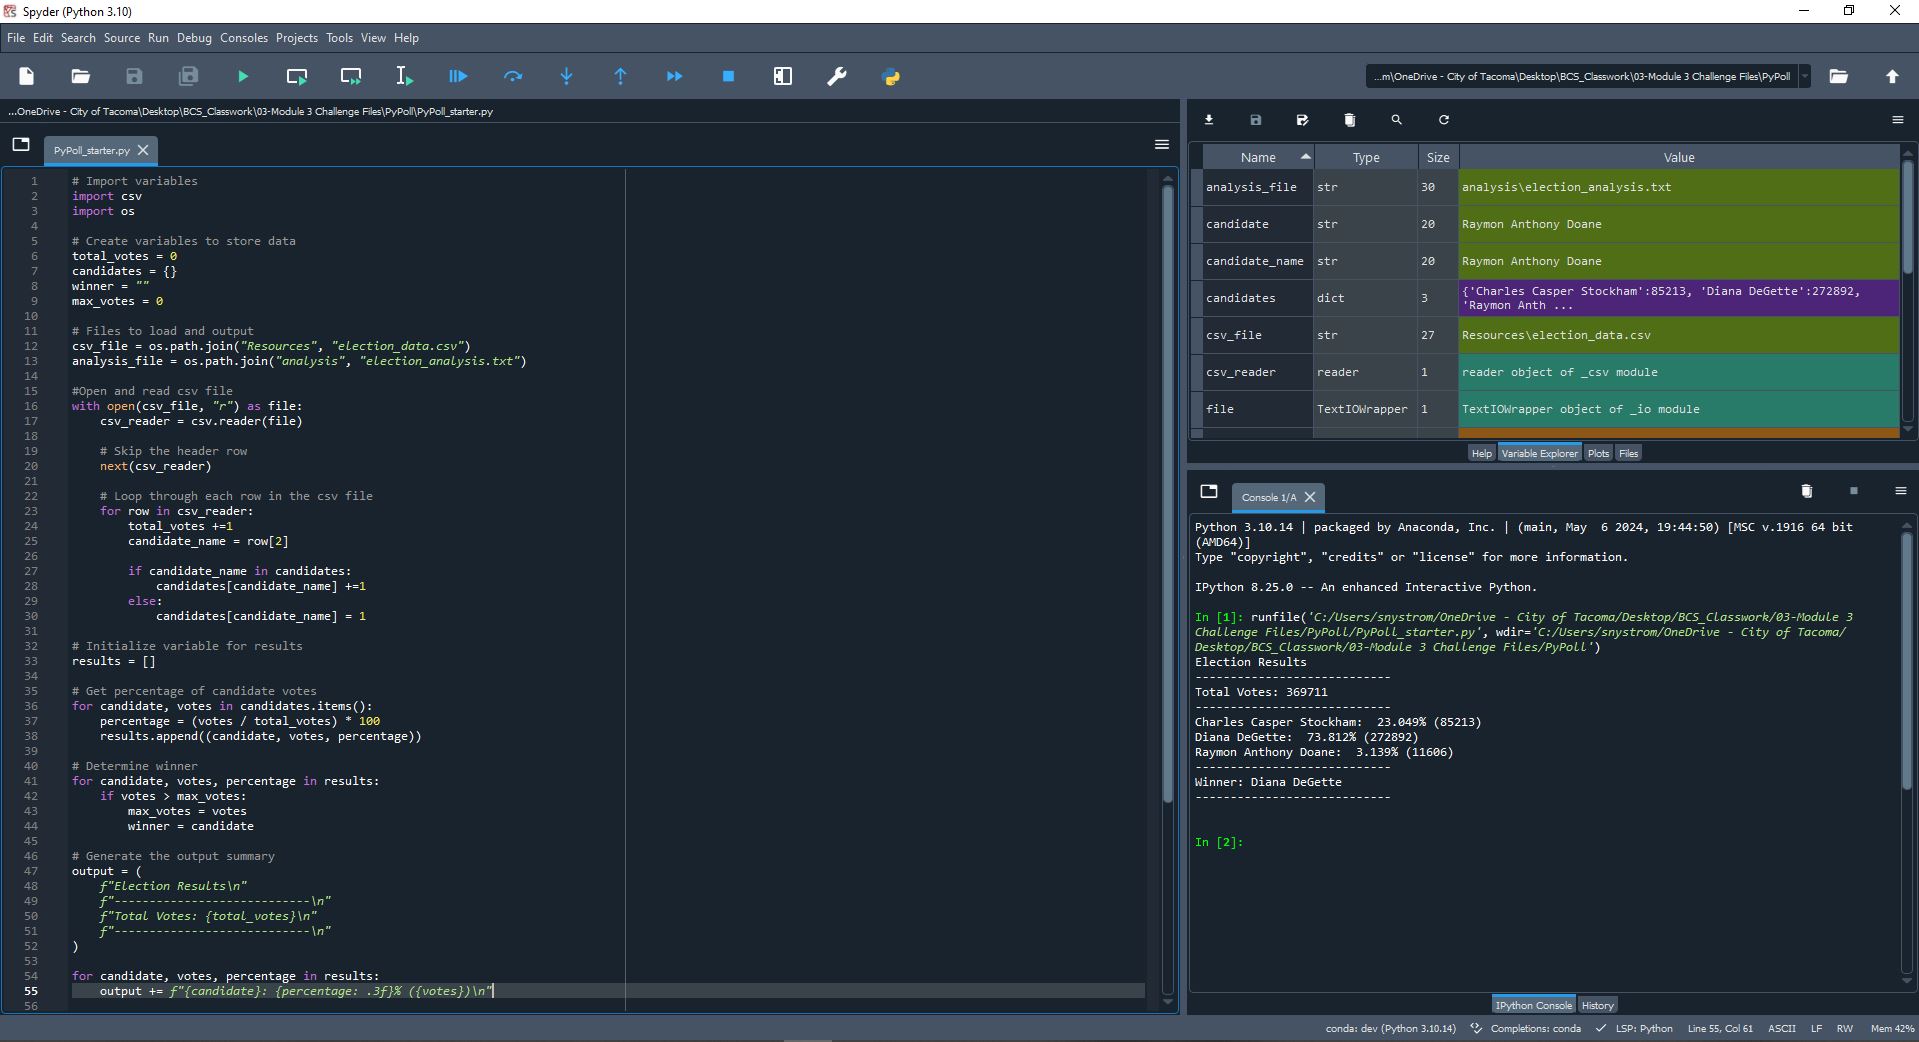 Spyder (Python 3.10)
File Edit Search Source Run Debug Consoles Projects Tools View Help
...m\OneDrive - City of Tacoma\Desktop\BCS_Classwork\03-Module 3 Challenge Files\PyPoll
...OneDrive - City of Tacoma\Desktop\BCS_Classwork\03-Module 3 Challenge Files\PyPoll\PyPoll_starter.py
PyPoll_starter.py
1 # Import variables
2 import csv
3 import os
4
5 # Create variables to store data
6 total_votes = 0
7 candidates = {}
8 winner = ""
9 max_votes = 0
10
11 # Files to load and output
12 csv_file = os.path.join("Resources", "election_data.csv")
13 analysis_file = os.path.join("analysis", "election_analysis.txt")
14
15 #Open and read csv file
16 with open(csv_file, "r") as file:
17     csv_reader = csv.reader(file)
18
19     # Skip the header row
20     next(csv_reader)
21
22     # Loop through each row in the csv file
23     for row in csv_reader:
24         total_votes +=1
25         candidate_name = row[2]
26
27         if candidate_name in candidates:
28             candidates[candidate_name] +=1
29         else:
30             candidates[candidate_name] = 1
31
32 # Initialize variable for results
33 results = []
34
35 # Get percentage of candidate votes
36 for candidate, votes in candidates.items():
37     percentage = (votes / total_votes) * 100
38     results.append((candidate, votes, percentage))
39
40 # Determine winner
41 for candidate, votes, percentage in results:
42     if votes > max_votes:
43         max_votes = votes
44         winner = candidate
45
46 # Generate the output summary
47 output = (
48     f"Election Results\n"
49     f"----------------------------\n"
50     f"Total Votes: {total_votes}\n"
51     f"----------------------------\n"
52 )
53
54 for candidate, votes, percentage in results:
55     output += f"{candidate}: {percentage: .3f}% ({votes})\n"
56
Name Type Size Value
analysis_file str 30 analysis\election_analysis.txt
candidate str 20 Raymon Anthony Doane
candidate_name str 20 Raymon Anthony Doane
candidates dict 3 {'Charles Casper Stockham':85213, 'Diana DeGette':272892,
'Raymon Anth ...
csv_file str 27 Resources\election_data.csv
csv_reader reader 1 reader object of _csv module
file TextIOWrapper 1 TextIOWrapper object of _io module
Help Variable Explorer Plots Files
Console 1/A
Python 3.10.14 | packaged by Anaconda, Inc. | (main, May  6 2024, 19:44:50) [MSC v.1916 64 bit
(AMD64)]
Type "copyright", "credits" or "license" for more information.
IPython 8.25.0 -- An enhanced Interactive Python.
In [1]: runfile('C:/Users/snystrom/OneDrive - City of Tacoma/Desktop/BCS_Classwork/03-Module 3
Challenge Files/PyPoll/PyPoll_starter.py', wdir='C:/Users/snystrom/OneDrive - City of Tacoma/
Desktop/BCS_Classwork/03-Module 3 Challenge Files/PyPoll')
Election Results
----------------------------
Total Votes: 369711
----------------------------
Charles Casper Stockham:  23.049% (85213)
Diana DeGette:  73.812% (272892)
Raymon Anthony Doane:  3.139% (11606)
----------------------------
Winner: Diana DeGette
----------------------------
In [2]:
IPython Console History
conda: dev (Python 3.10.14) Completions: conda LSP: Python Line 55, Col 61 ASCII LF RW Mem 42%